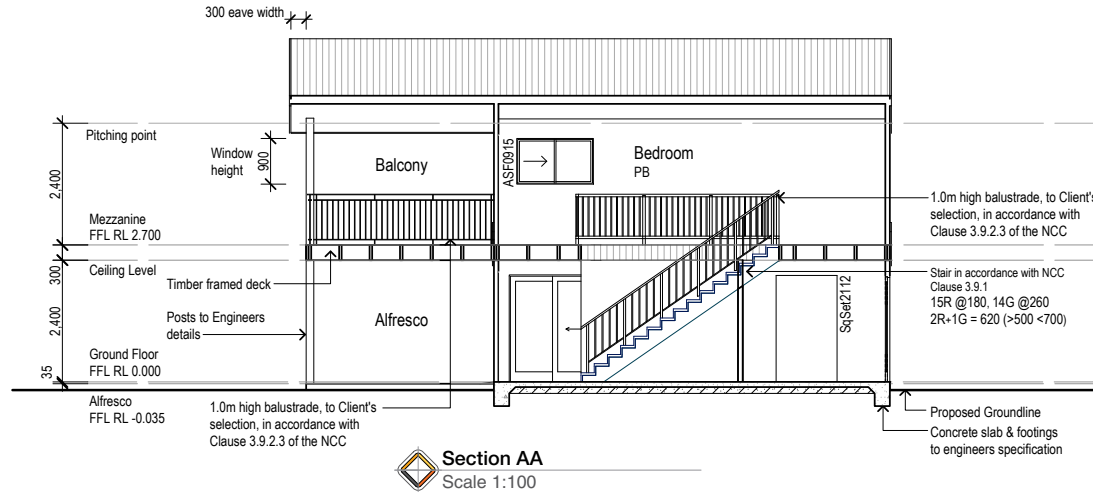 300 eave width
Pitching point
Window
height
900
ASF0915
Balcony
Bedroom
PB
2,400
1.0m high balustrade, to Client's
selection, in accordance with
Clause 3.9.2.3 of the NCC
Mezzanine
FFL RL 2.700
300
Ceiling Level
Timber framed deck
Stair in accordance with NCC
Clause 3.9.1
15R @180, 14G @260
2R+1G = 620 (>500 <700)
2,400
Posts to Engineers
details
Alfresco
SqSet2112
Ground Floor
FFL RL 0.000
35
Alfresco
FFL RL -0.035
1.0m high balustrade, to Client's
selection, in accordance with
Clause 3.9.2.3 of the NCC
Proposed Groundline
Concrete slab & footings
to engineers specification
Section AA
Scale 1:100